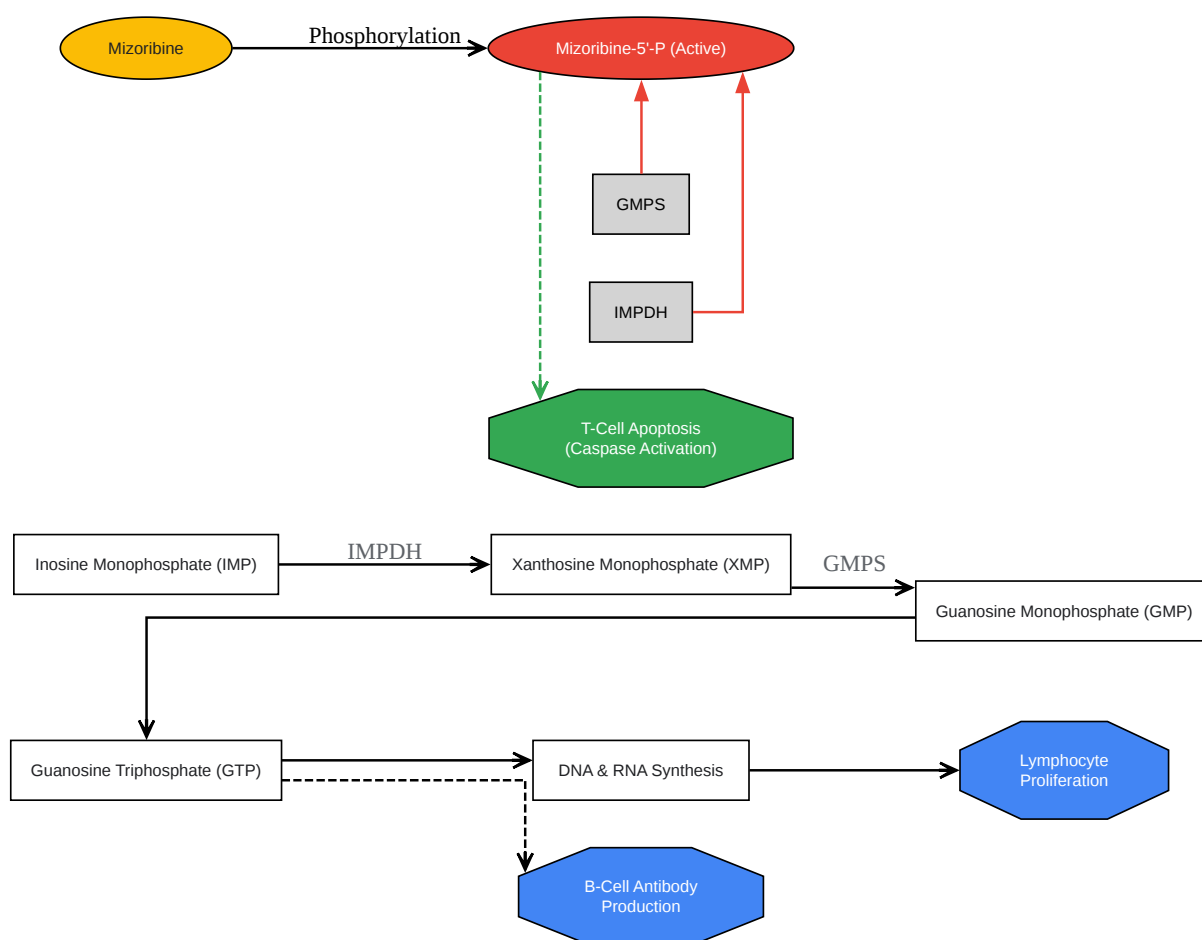 Mizoribine
Phosphorylation
Mizoribine-5'-P (Active)
GMPS
IMPDH
T-Cell Apoptosis
(Caspase Activation)
Inosine Monophosphate (IMP)
IMPDH
Xanthosine Monophosphate (XMP)
GMPS
Guanosine Monophosphate (GMP)
Guanosine Triphosphate (GTP)
DNA & RNA Synthesis
Lymphocyte
Proliferation
B-Cell Antibody
Production